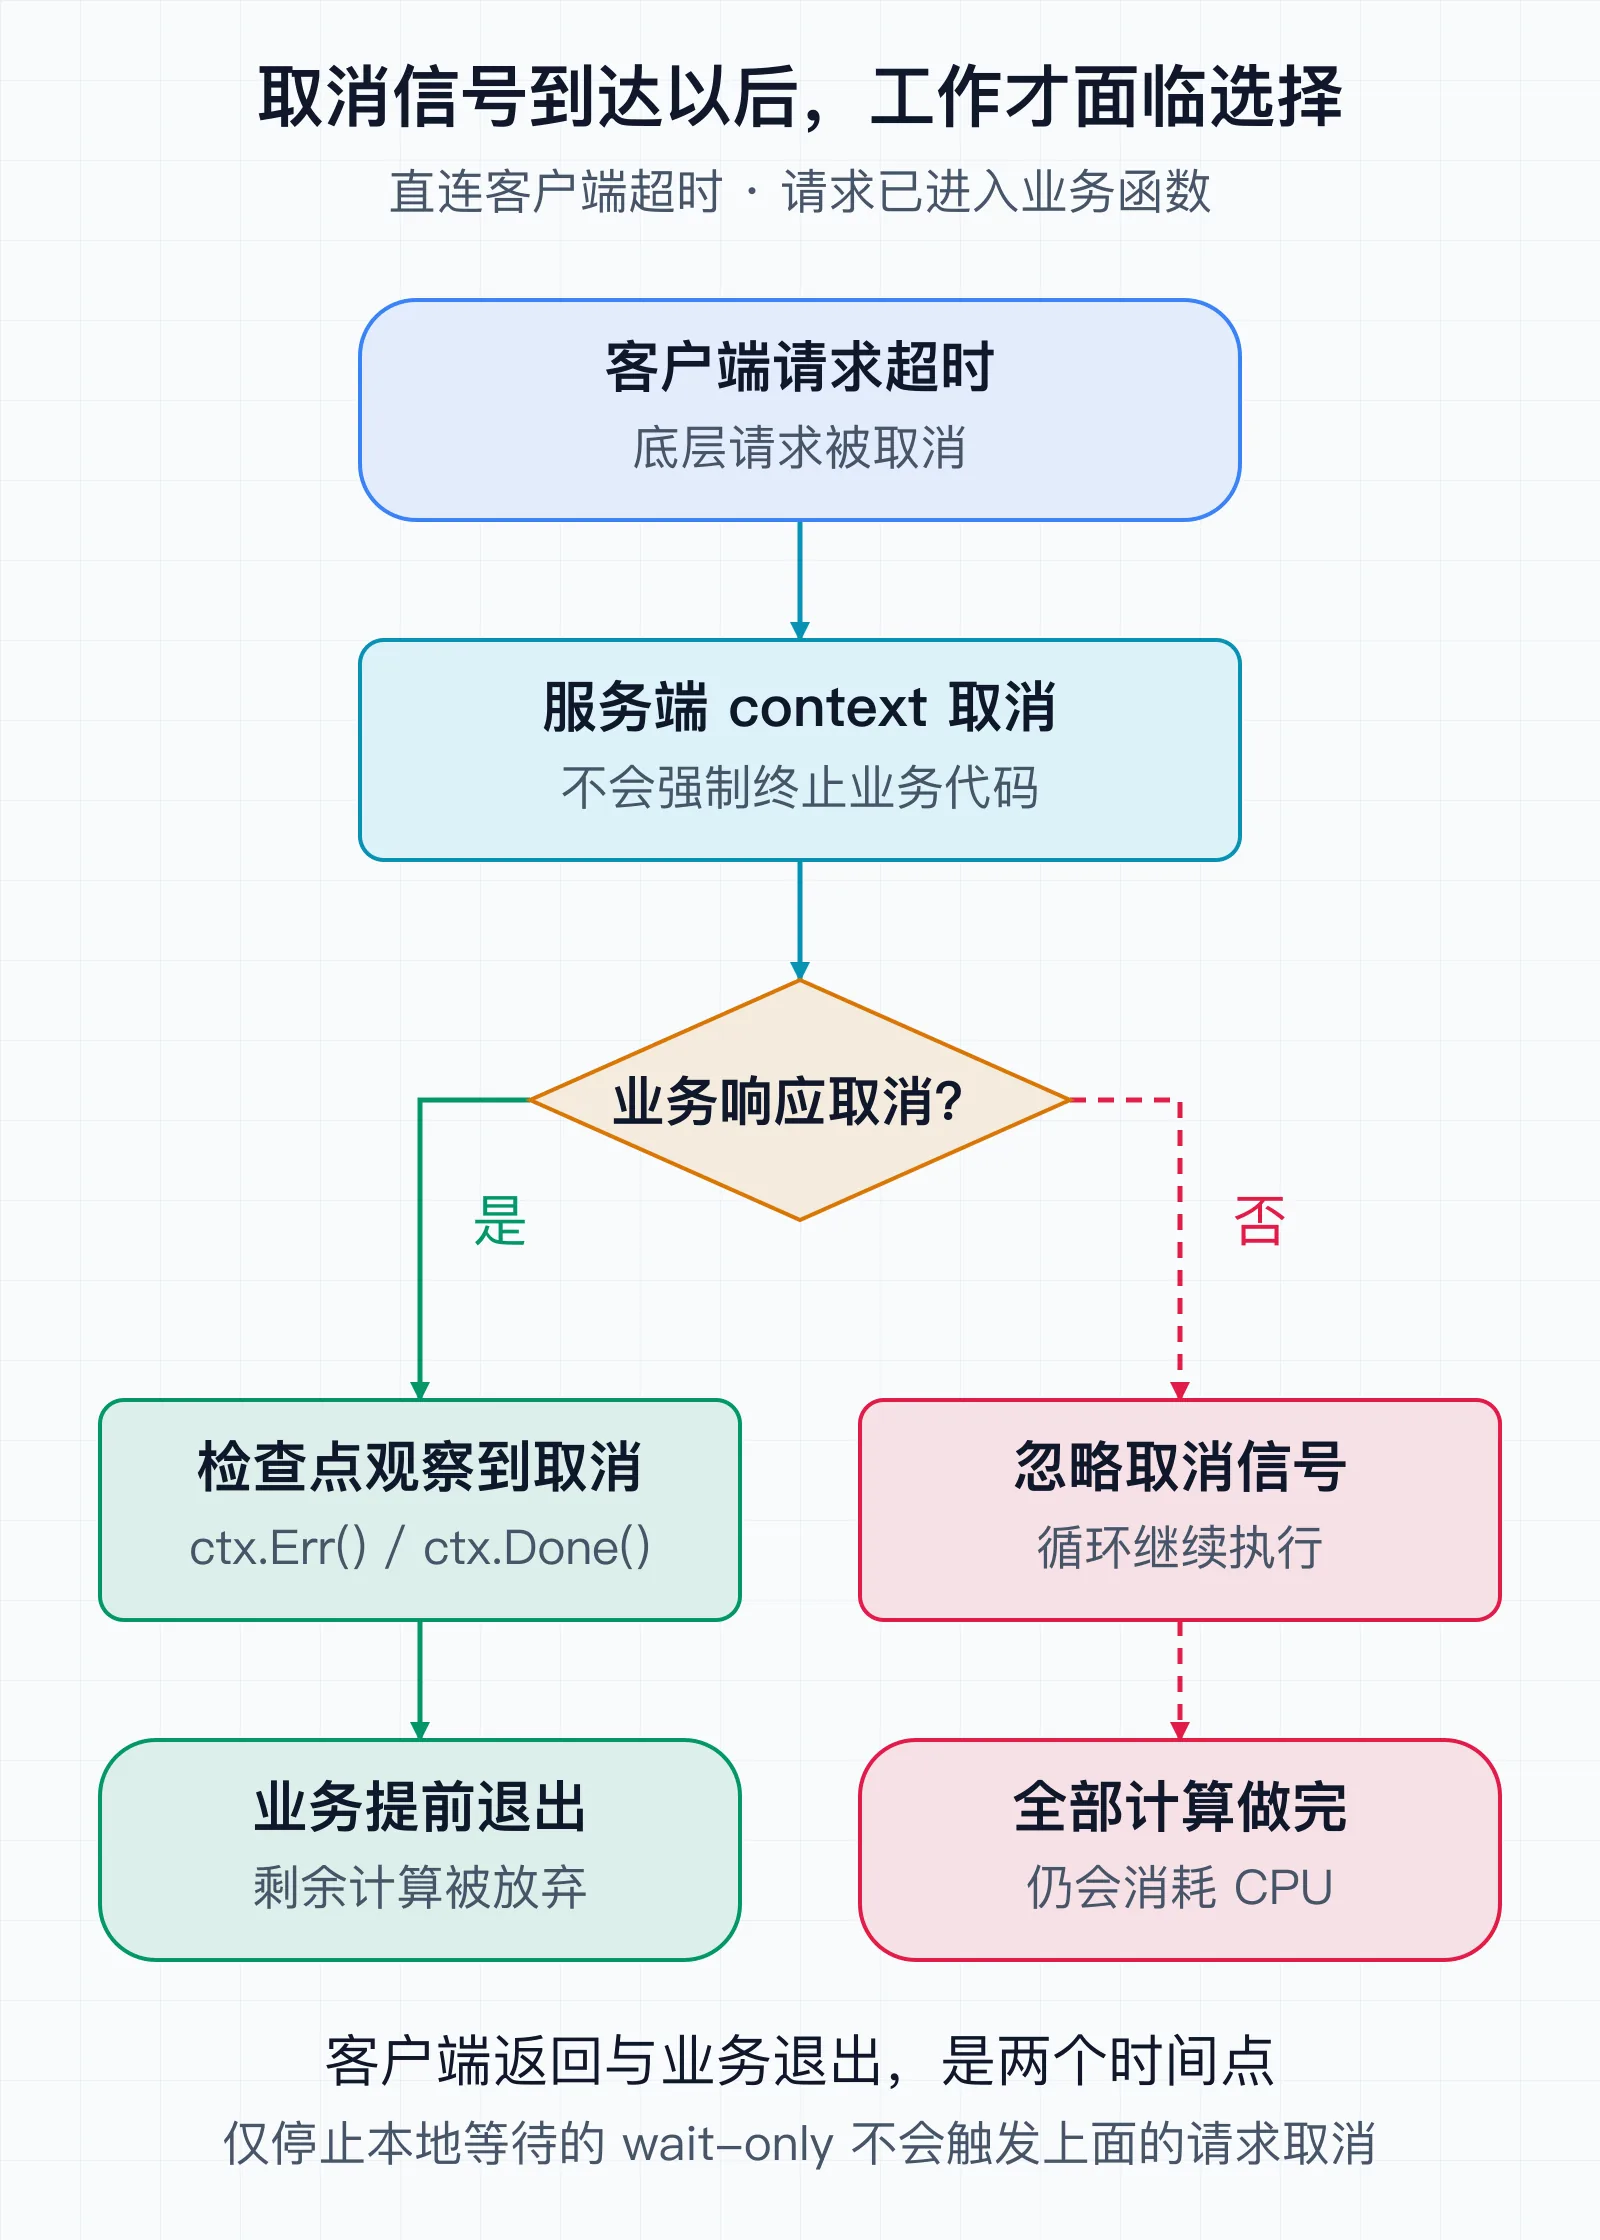 取消信号到达以后，工作才面临选择
直连客户端超时 · 请求已进入业务函数
客户端请求超时
底层请求被取消
服务端 context 取消
不会强制终止业务代码
业务响应取消？
是
否
检查点观察到取消
ctx.Err() / ctx.Done()
忽略取消信号
循环继续执行
业务提前退出
剩余计算被放弃
全部计算做完
仍会消耗 CPU
客户端返回与业务退出，是两个时间点
仅停止本地等待的 wait-only 不会触发上面的请求取消